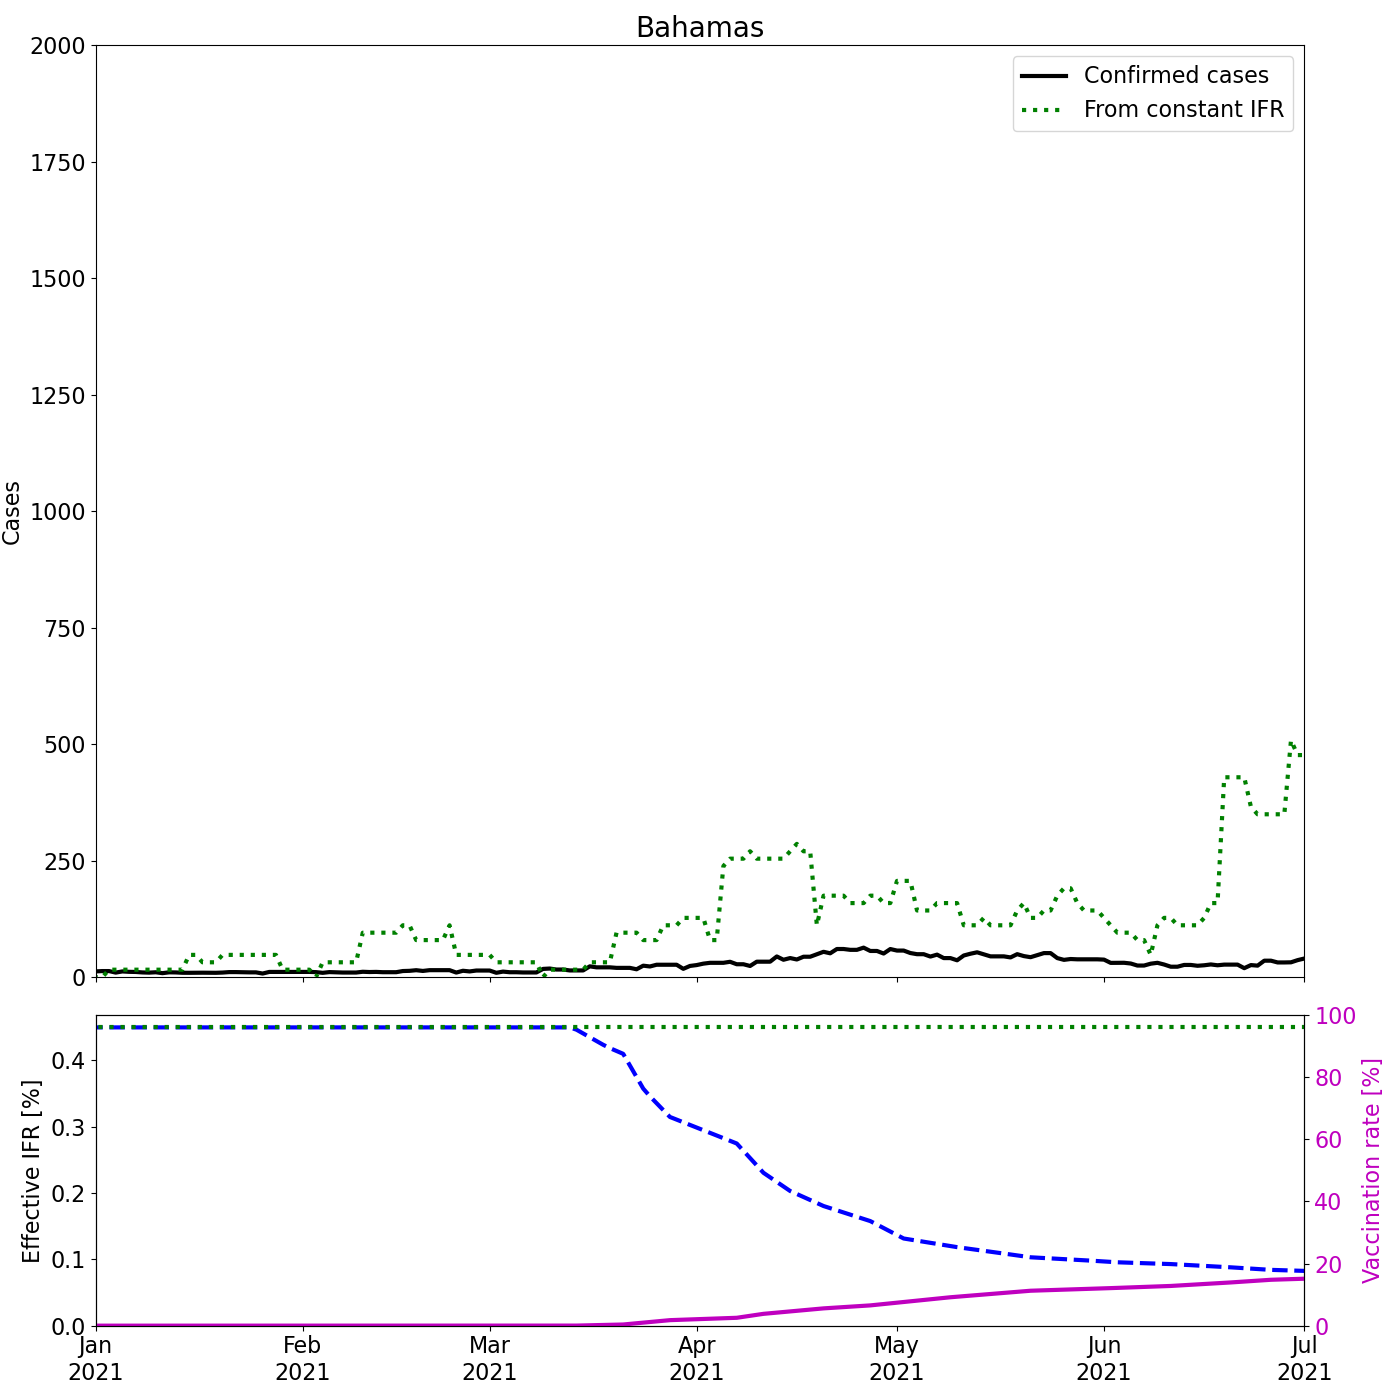 Bahamas
2000
1750
1500
1250
1000
750
500
250
0
Cases
Confirmed cases
From constant IFR
0.4
0.3
0.2
0.1
0.0
Effective IFR [%]
100
80
60
40
20
0
Vaccination rate [%]
Jan Feb Mar Apr May Jun Jul
2021 2021 2021 2021 2021 2021 2021